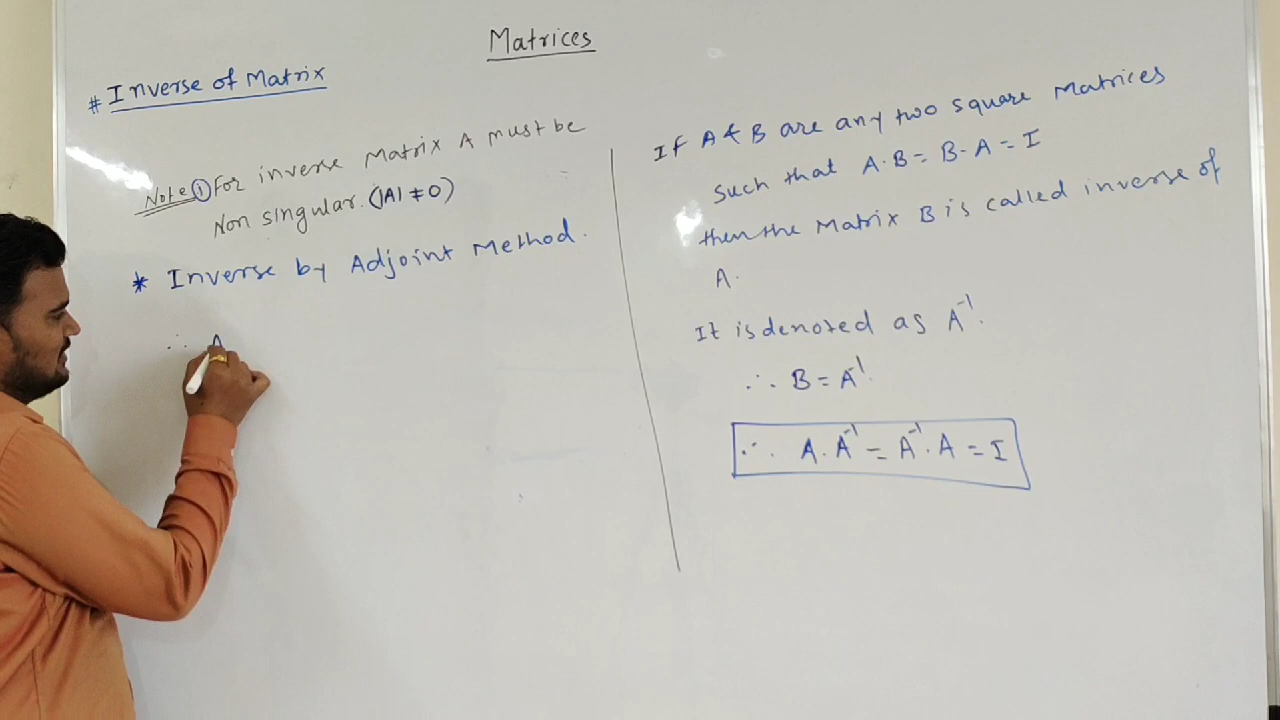 Matrices
# Inverse of Matrix
Note ① For inverse Matrix A must be
Non singular. (|A| ≠ 0)
* Inverse by Adjoint Method.
∴ A
If A & B are any two square Matrices
such that A·B = B·A = I
then the Matrix B is called inverse of
A.
It is denoted as A⁻¹.
∴ B = A⁻¹.
∴ A.A⁻¹ = A⁻¹.A = I